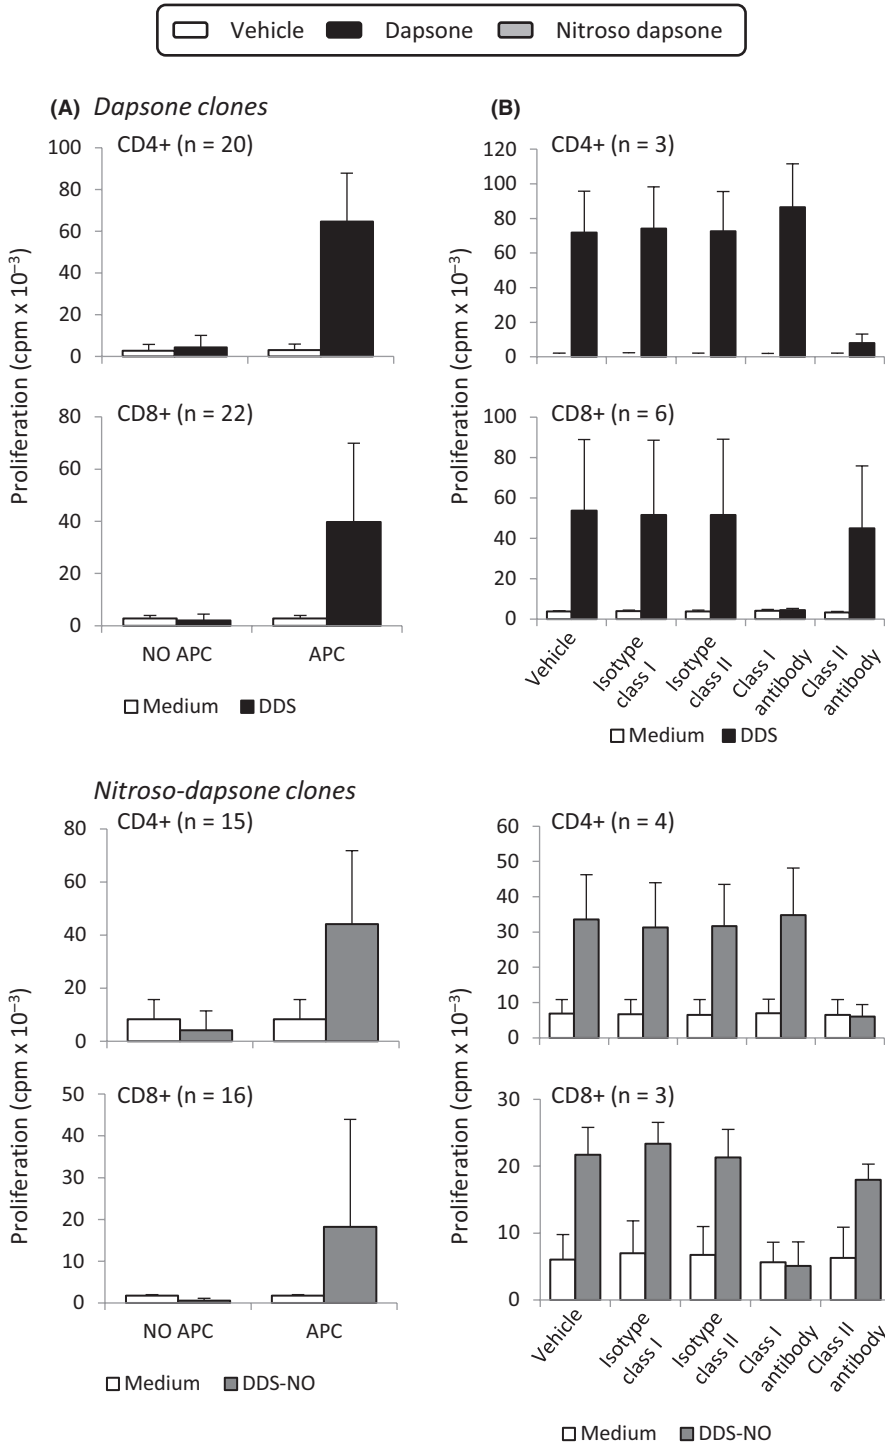 Vehicle Dapsone Nitroso dapsone
(A) Dapsone clones
CD4+ (n = 20)
100
80
60
40
20
0
CD8+ (n = 22)
80
60
40
20
0
Proliferation (cpm x 10⁻³)
NO APC APC
Medium DDS
(B)
CD4+ (n = 3)
120
100
80
60
40
20
0
CD8+ (n = 6)
100
80
60
40
20
0
Proliferation (cpm x 10⁻³)
Vehicle
Isotype
class I
Isotype
class II
Class I
antibody
Class II
antibody
Medium DDS
Nitroso-dapsone clones
CD4+ (n = 15)
80
60
40
20
0
CD8+ (n = 16)
50
40
30
20
10
0
Proliferation (cpm x 10⁻³)
NO APC APC
Medium DDS-NO
CD4+ (n = 4)
60
50
40
30
20
10
0
CD8+ (n = 3)
30
20
10
0
Proliferation (cpm x 10⁻³)
Vehicle
Isotype
class I
Isotype
class II
Class I
antibody
Class II
antibody
Medium DDS-NO